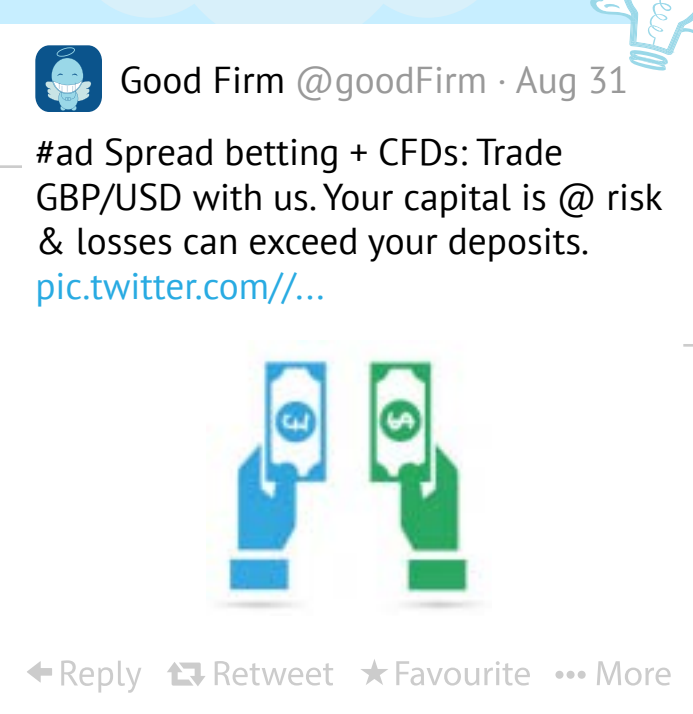 Good Firm @goodFirm · Aug 31
#ad Spread betting + CFDs: Trade
GBP/USD with us. Your capital is @ risk
& losses can exceed your deposits.
pic.twitter.com//...
£ $
Reply Retweet Favourite More